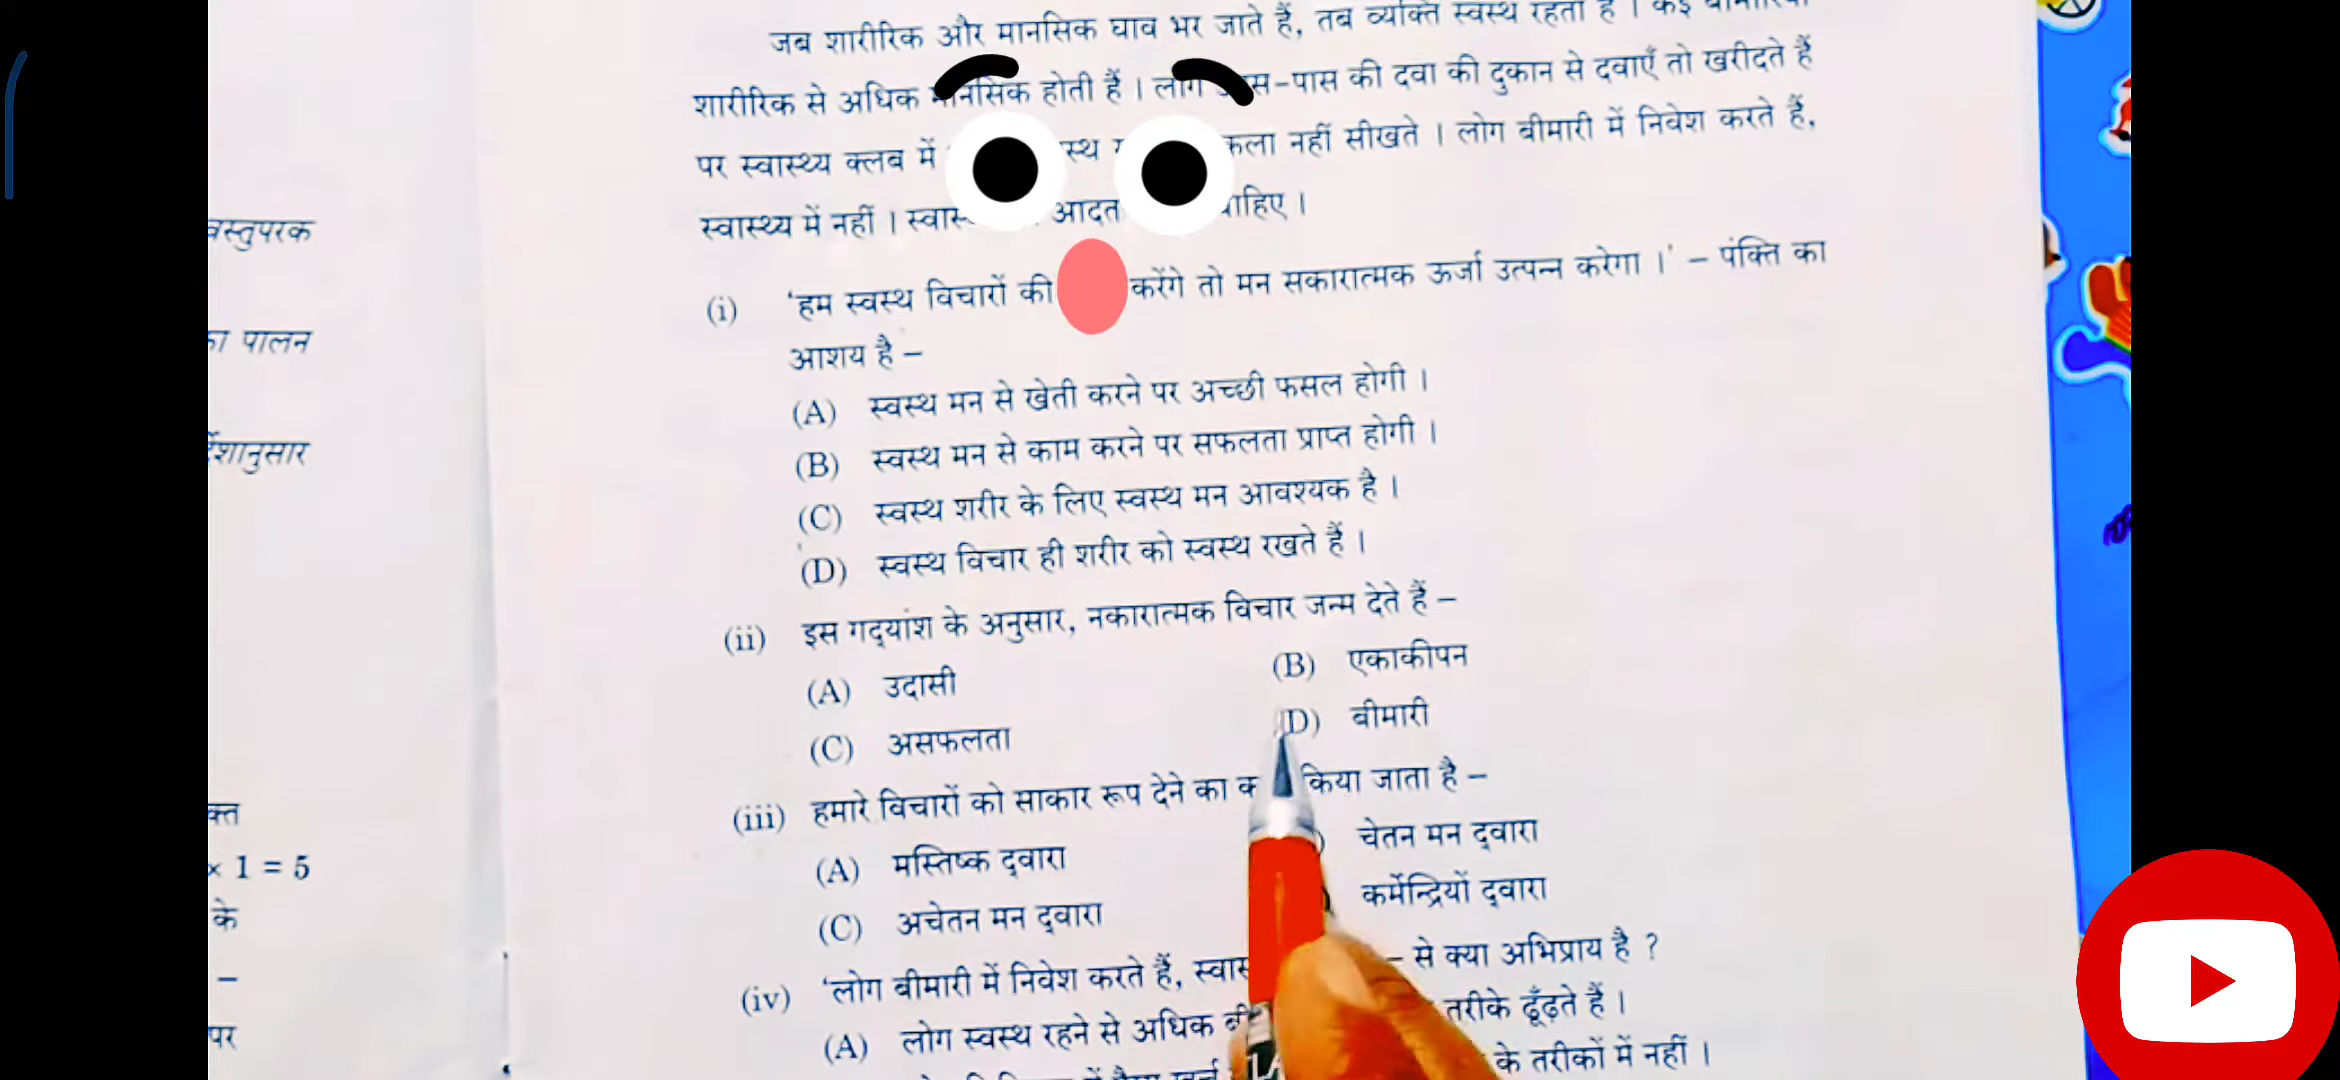 जब शारीरिक और मानसिक घाव भर जाते हैं, तब व्यक्ति स्वस्थ रहता है । कई
शारीरिक से अधिक मानसिक होती हैं । लोग स-पास की दवा की दुकान से दवाएँ तो खरीदते हैं
पर स्वास्थ्य क्लब में स्थ कला नहीं सीखते । लोग बीमारी में निवेश करते हैं,
स्वास्थ्य में नहीं । आदत चाहिए ।
वस्तुपरक
(i) 'हम स्वस्थ विचारों की करेंगे तो मन सकारात्मक ऊर्जा उत्पन्न करेगा ।' – पंक्ति का
आशय है –
का पालन
(A) स्वस्थ मन से खेती करने पर अच्छी फसल होगी ।
(B) स्वस्थ मन से काम करने पर सफलता प्राप्त होगी ।
र्देशानुसार
(C) स्वस्थ शरीर के लिए स्वस्थ मन आवश्यक है ।
(D) स्वस्थ विचार ही शरीर को स्वस्थ रखते हैं ।
(ii) इस गद्यांश के अनुसार, नकारात्मक विचार जन्म देते हैं –
(A) उदासी (B) एकाकीपन
(C) असफलता (D) बीमारी
(iii) हमारे विचारों को साकार रूप देने का किया जाता है –
क्त
(A) मस्तिष्क द्वारा ) चेतन मन द्वारा
× 1 = 5
(C) अचेतन मन द्वारा कर्मेन्द्रियों द्वारा
के
(iv) 'लोग बीमारी में निवेश करते हैं, – से क्या अभिप्राय है ?
–
(A) लोग स्वस्थ रहने से अधिक तरीके ढूँढ़ते हैं ।
पर
में पैसा खर्च के तरीकों में नहीं ।